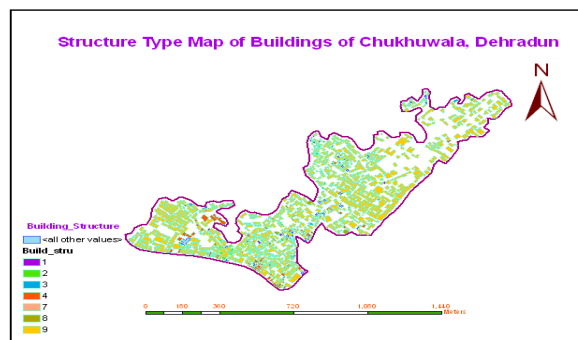 Structure Type Map of Buildings of Chukhuwala, Dehradun
N
Building_Structure
<all other values>
Build_stru
1
2
3
4
7
8
9
0 180 360 720 1,080 1,440
Meters